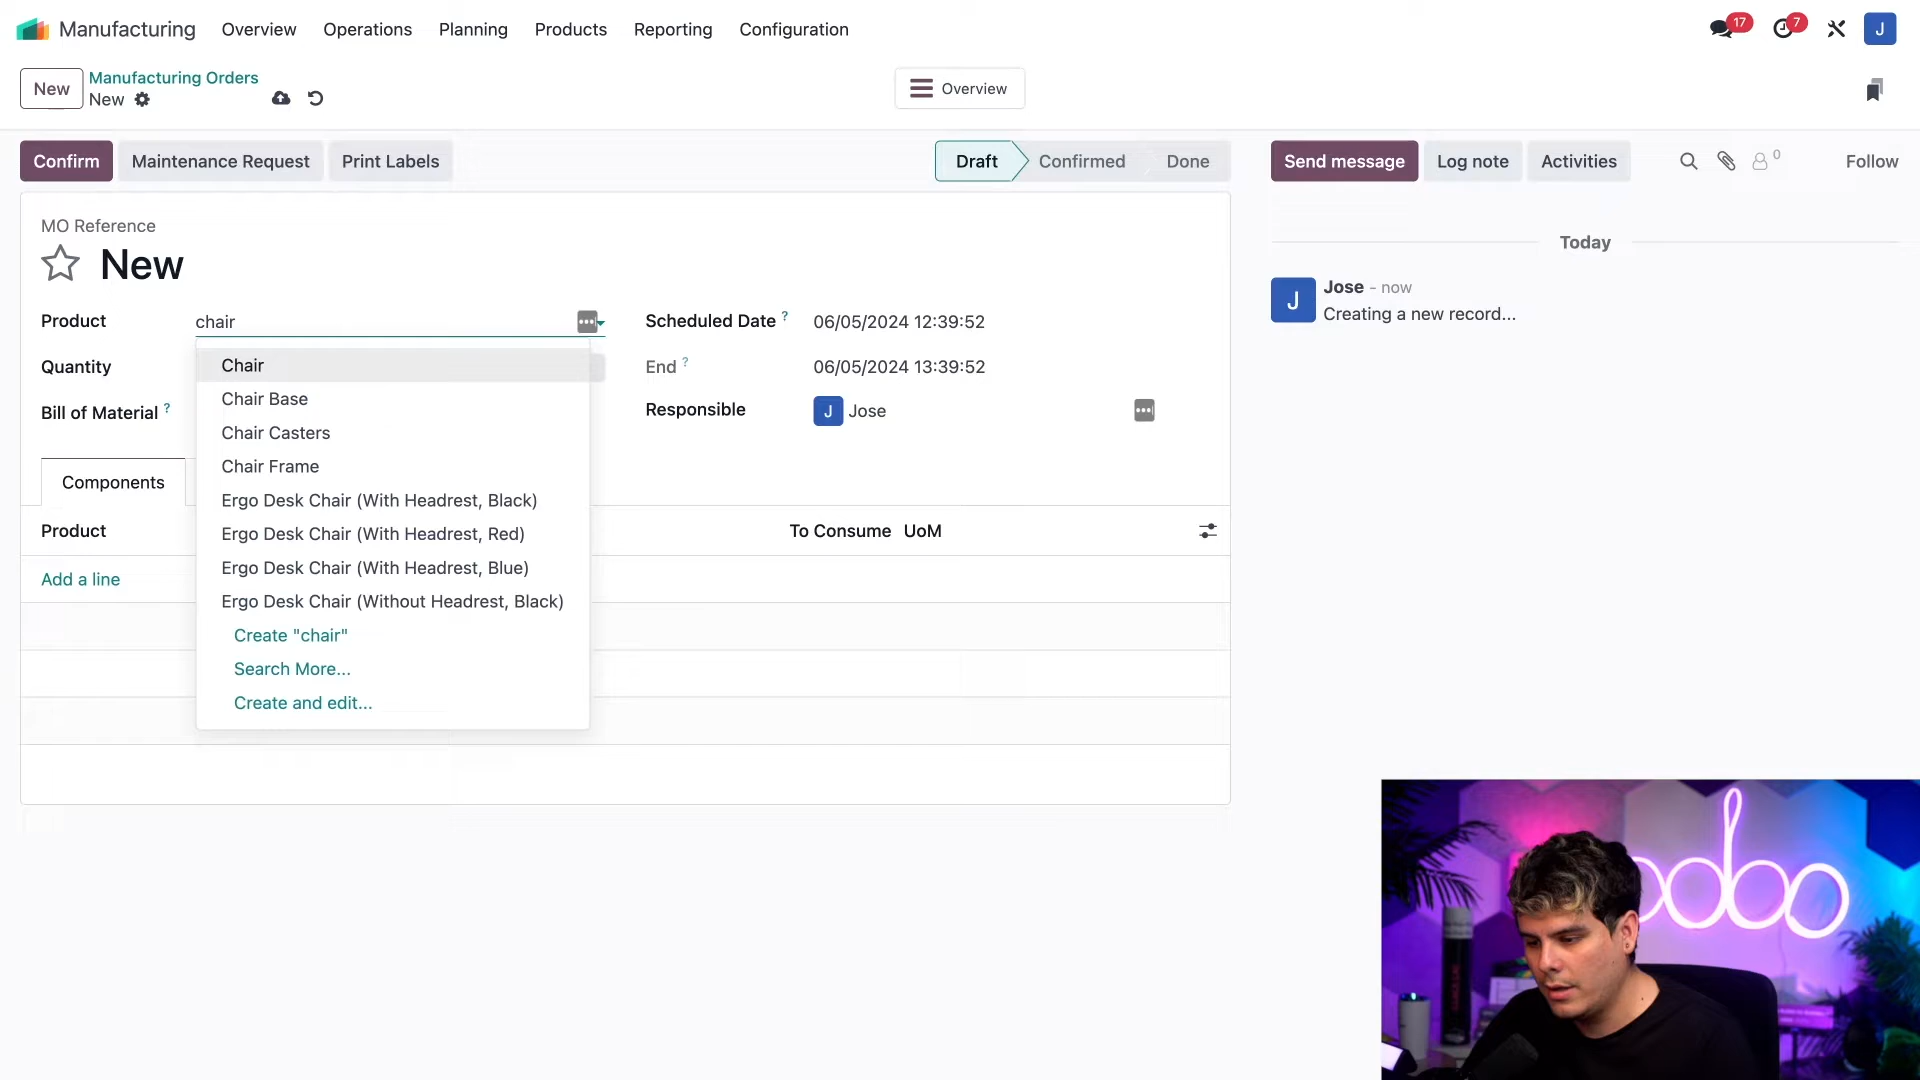 Manufacturing Overview Operations Planning Products Reporting Configuration 17 7 J
New Manufacturing Orders
New
Overview
Confirm Maintenance Request Print Labels Draft Confirmed Done Send message Log note Activities 0 Follow
MO Reference
New
Today
Product chair Scheduled Date ? 06/05/2024 12:39:52
J Jose - now
Creating a new record...
Quantity End ? 06/05/2024 13:39:52
Bill of Material ? Responsible J Jose
Chair
Chair Base
Chair Casters
Chair Frame
Ergo Desk Chair (With Headrest, Black)
Ergo Desk Chair (With Headrest, Red)
Ergo Desk Chair (With Headrest, Blue)
Ergo Desk Chair (Without Headrest, Black)
Create "chair"
Search More...
Create and edit...
Components
Product To Consume UoM
Add a line
odoo